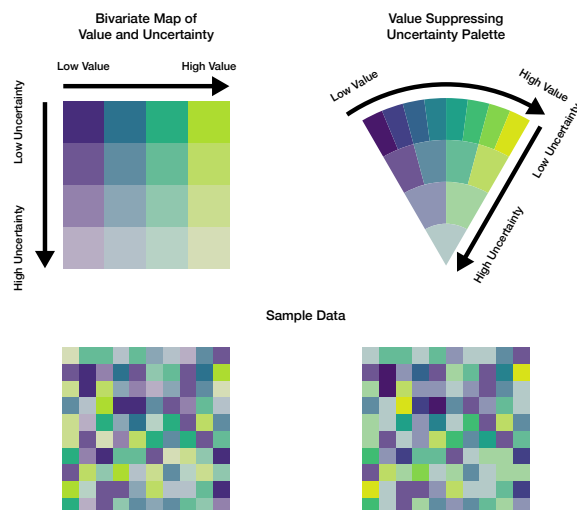 Bivariate Map of
Value and Uncertainty
Low Value
High Value
Low Uncertainty
High Uncertainty
Value Suppressing
Uncertainty Palette
Low Value
High Value
Low Uncertainty
High Uncertainty
Sample Data